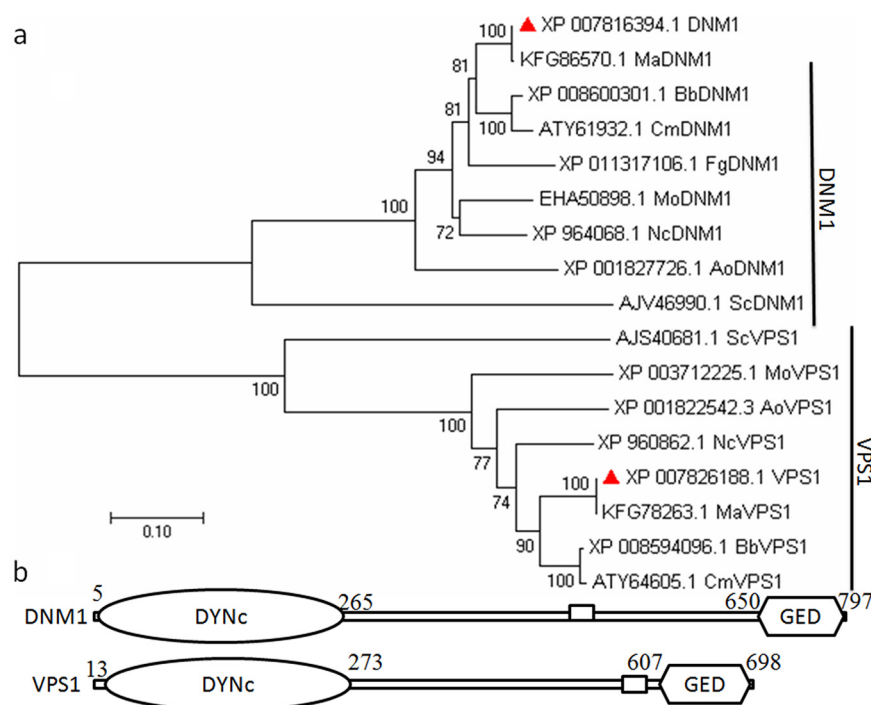 a
100 XP 007816394.1 DNM1
KFG86570.1 MaDNM1
81
XP 008600301.1 BbDNM1
81
100 ATY61932.1 CmDNM1
94
XP 011317106.1 FgDNM1
EHA50898.1 MoDNM1
100
72 XP 964068.1 NcDNM1
XP 001827726.1 AoDNM1
AJV46990.1 ScDNM1
DNM1
AJS40681.1 ScVPS1
XP 003712225.1 MoVPS1
100
XP 001822542.3 AoVPS1
100
XP 960862.1 NcVPS1
77
100 XP 007826188.1 VPS1
74
KFG78263.1 MaVPS1
90
XP 008594096.1 BbVPS1
100 ATY64605.1 CmVPS1
VPS1
0.10
b
5 265 650 797
DNM1 DYNc GED
13 273 607 698
VPS1 DYNc GED